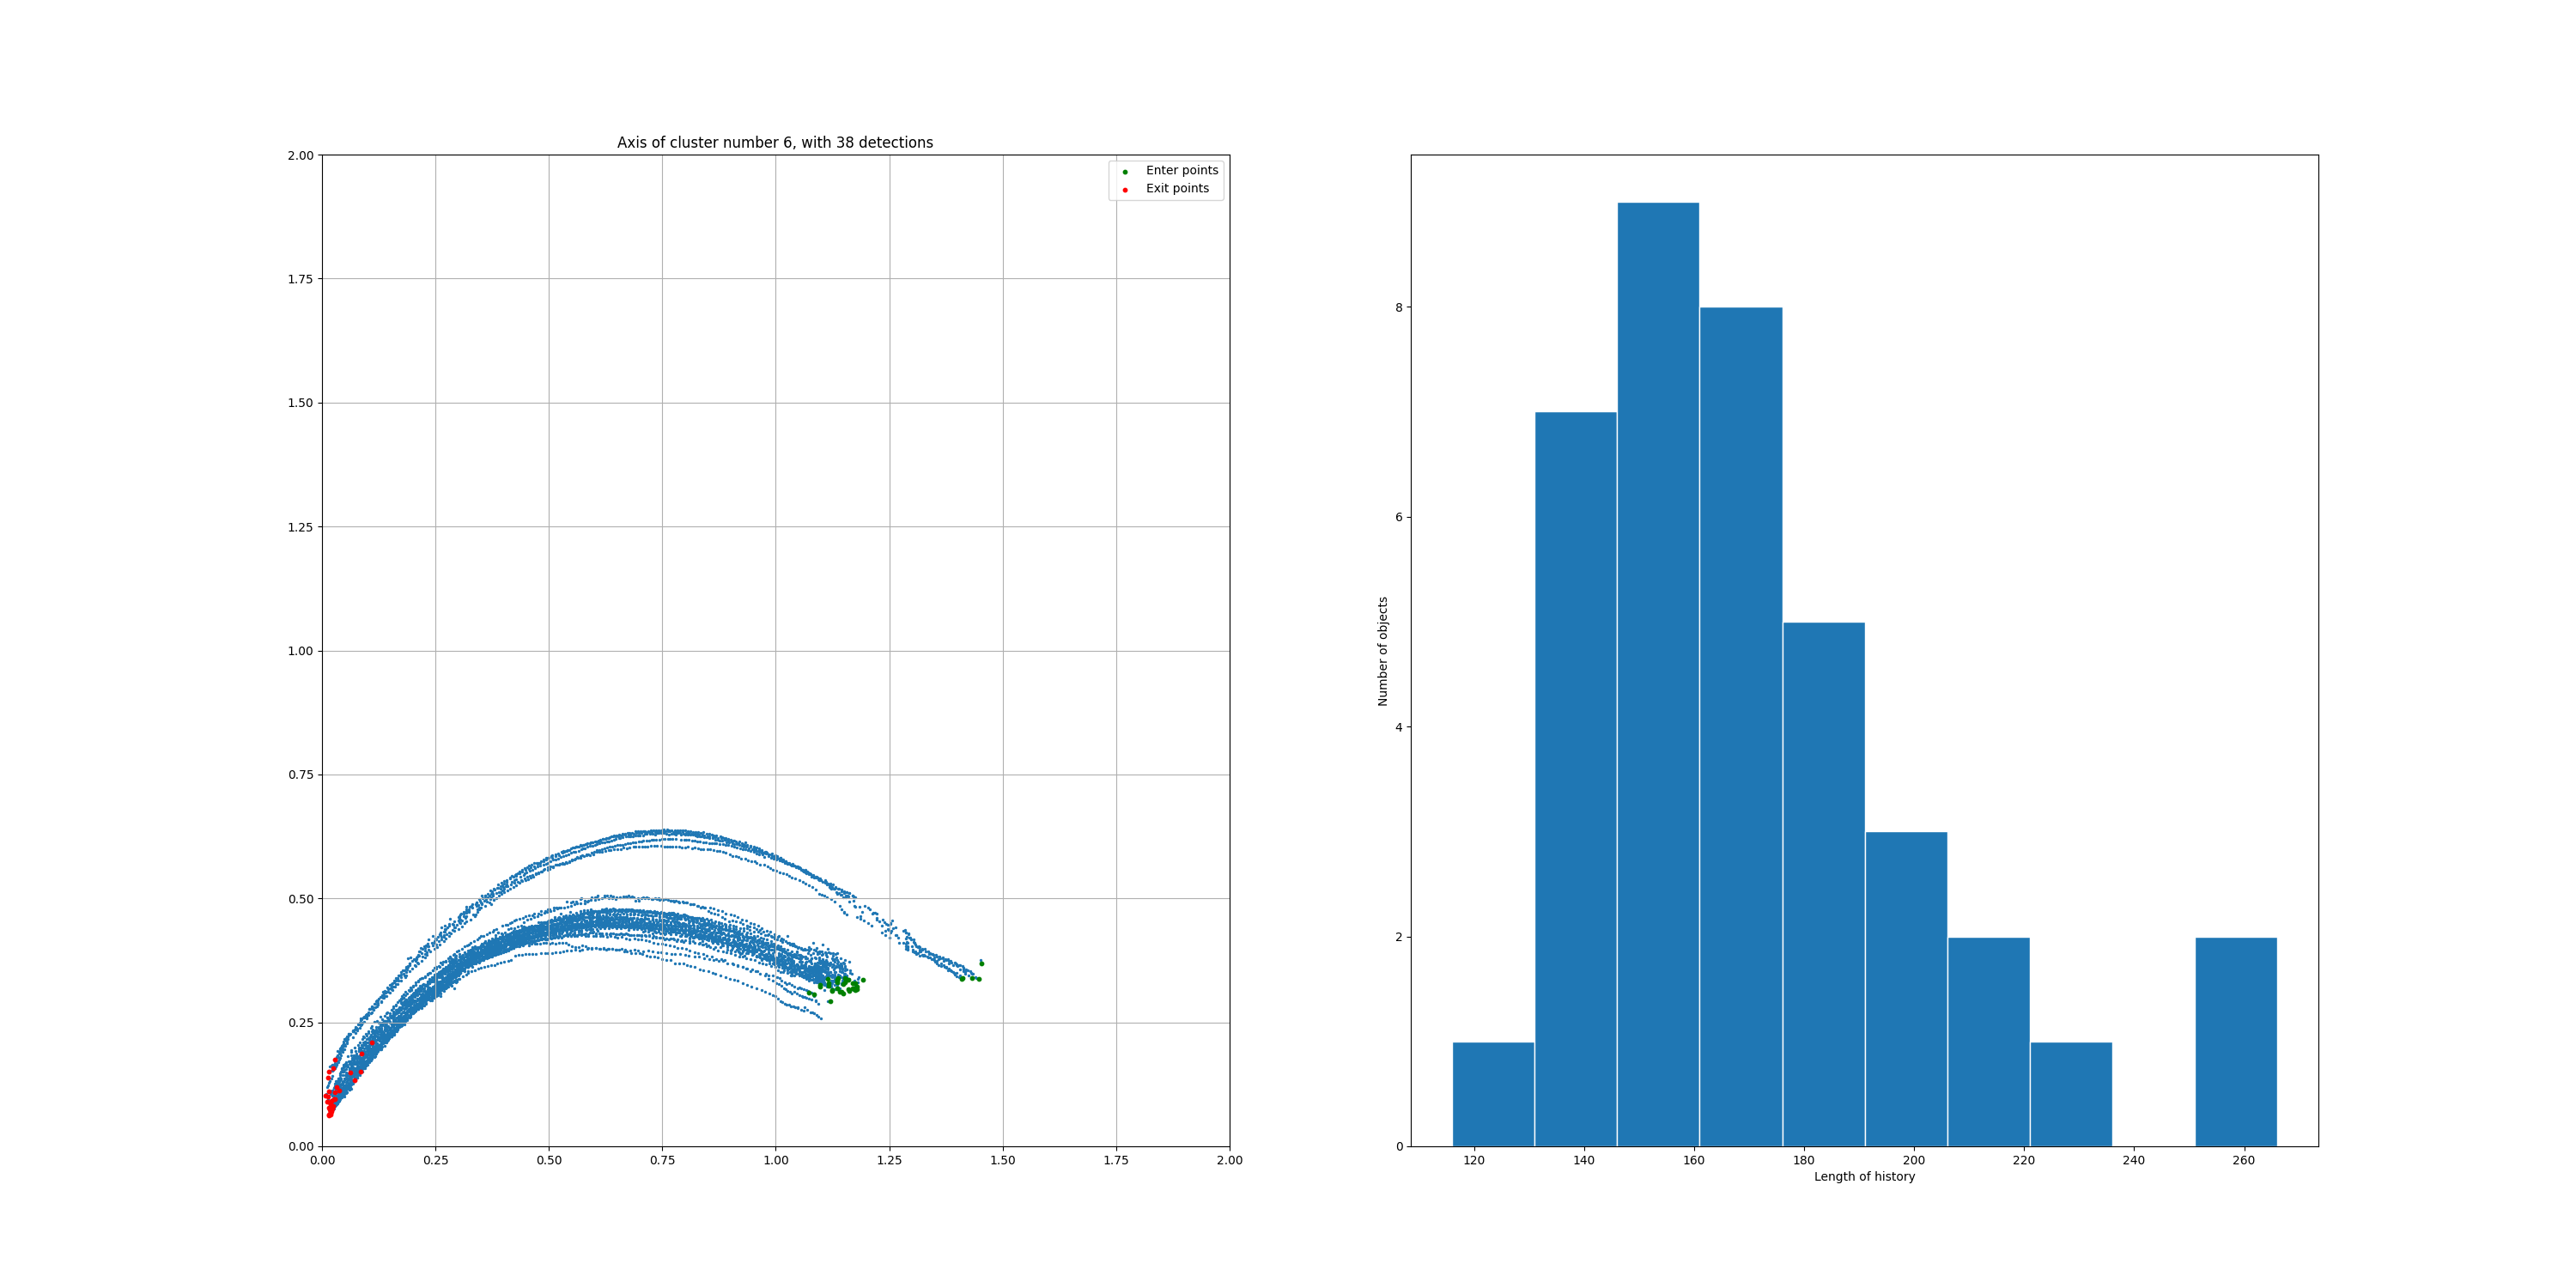 Axis of cluster number 6, with 38 detections
Enter points
Exit points
2.00
1.75
1.50
1.25
1.00
0.75
0.50
0.25
0.00
0.00 0.25 0.50 0.75 1.00 1.25 1.50 1.75 2.00
Number of objects
8
6
4
2
0
120 140 160 180 200 220 240 260
Length of history